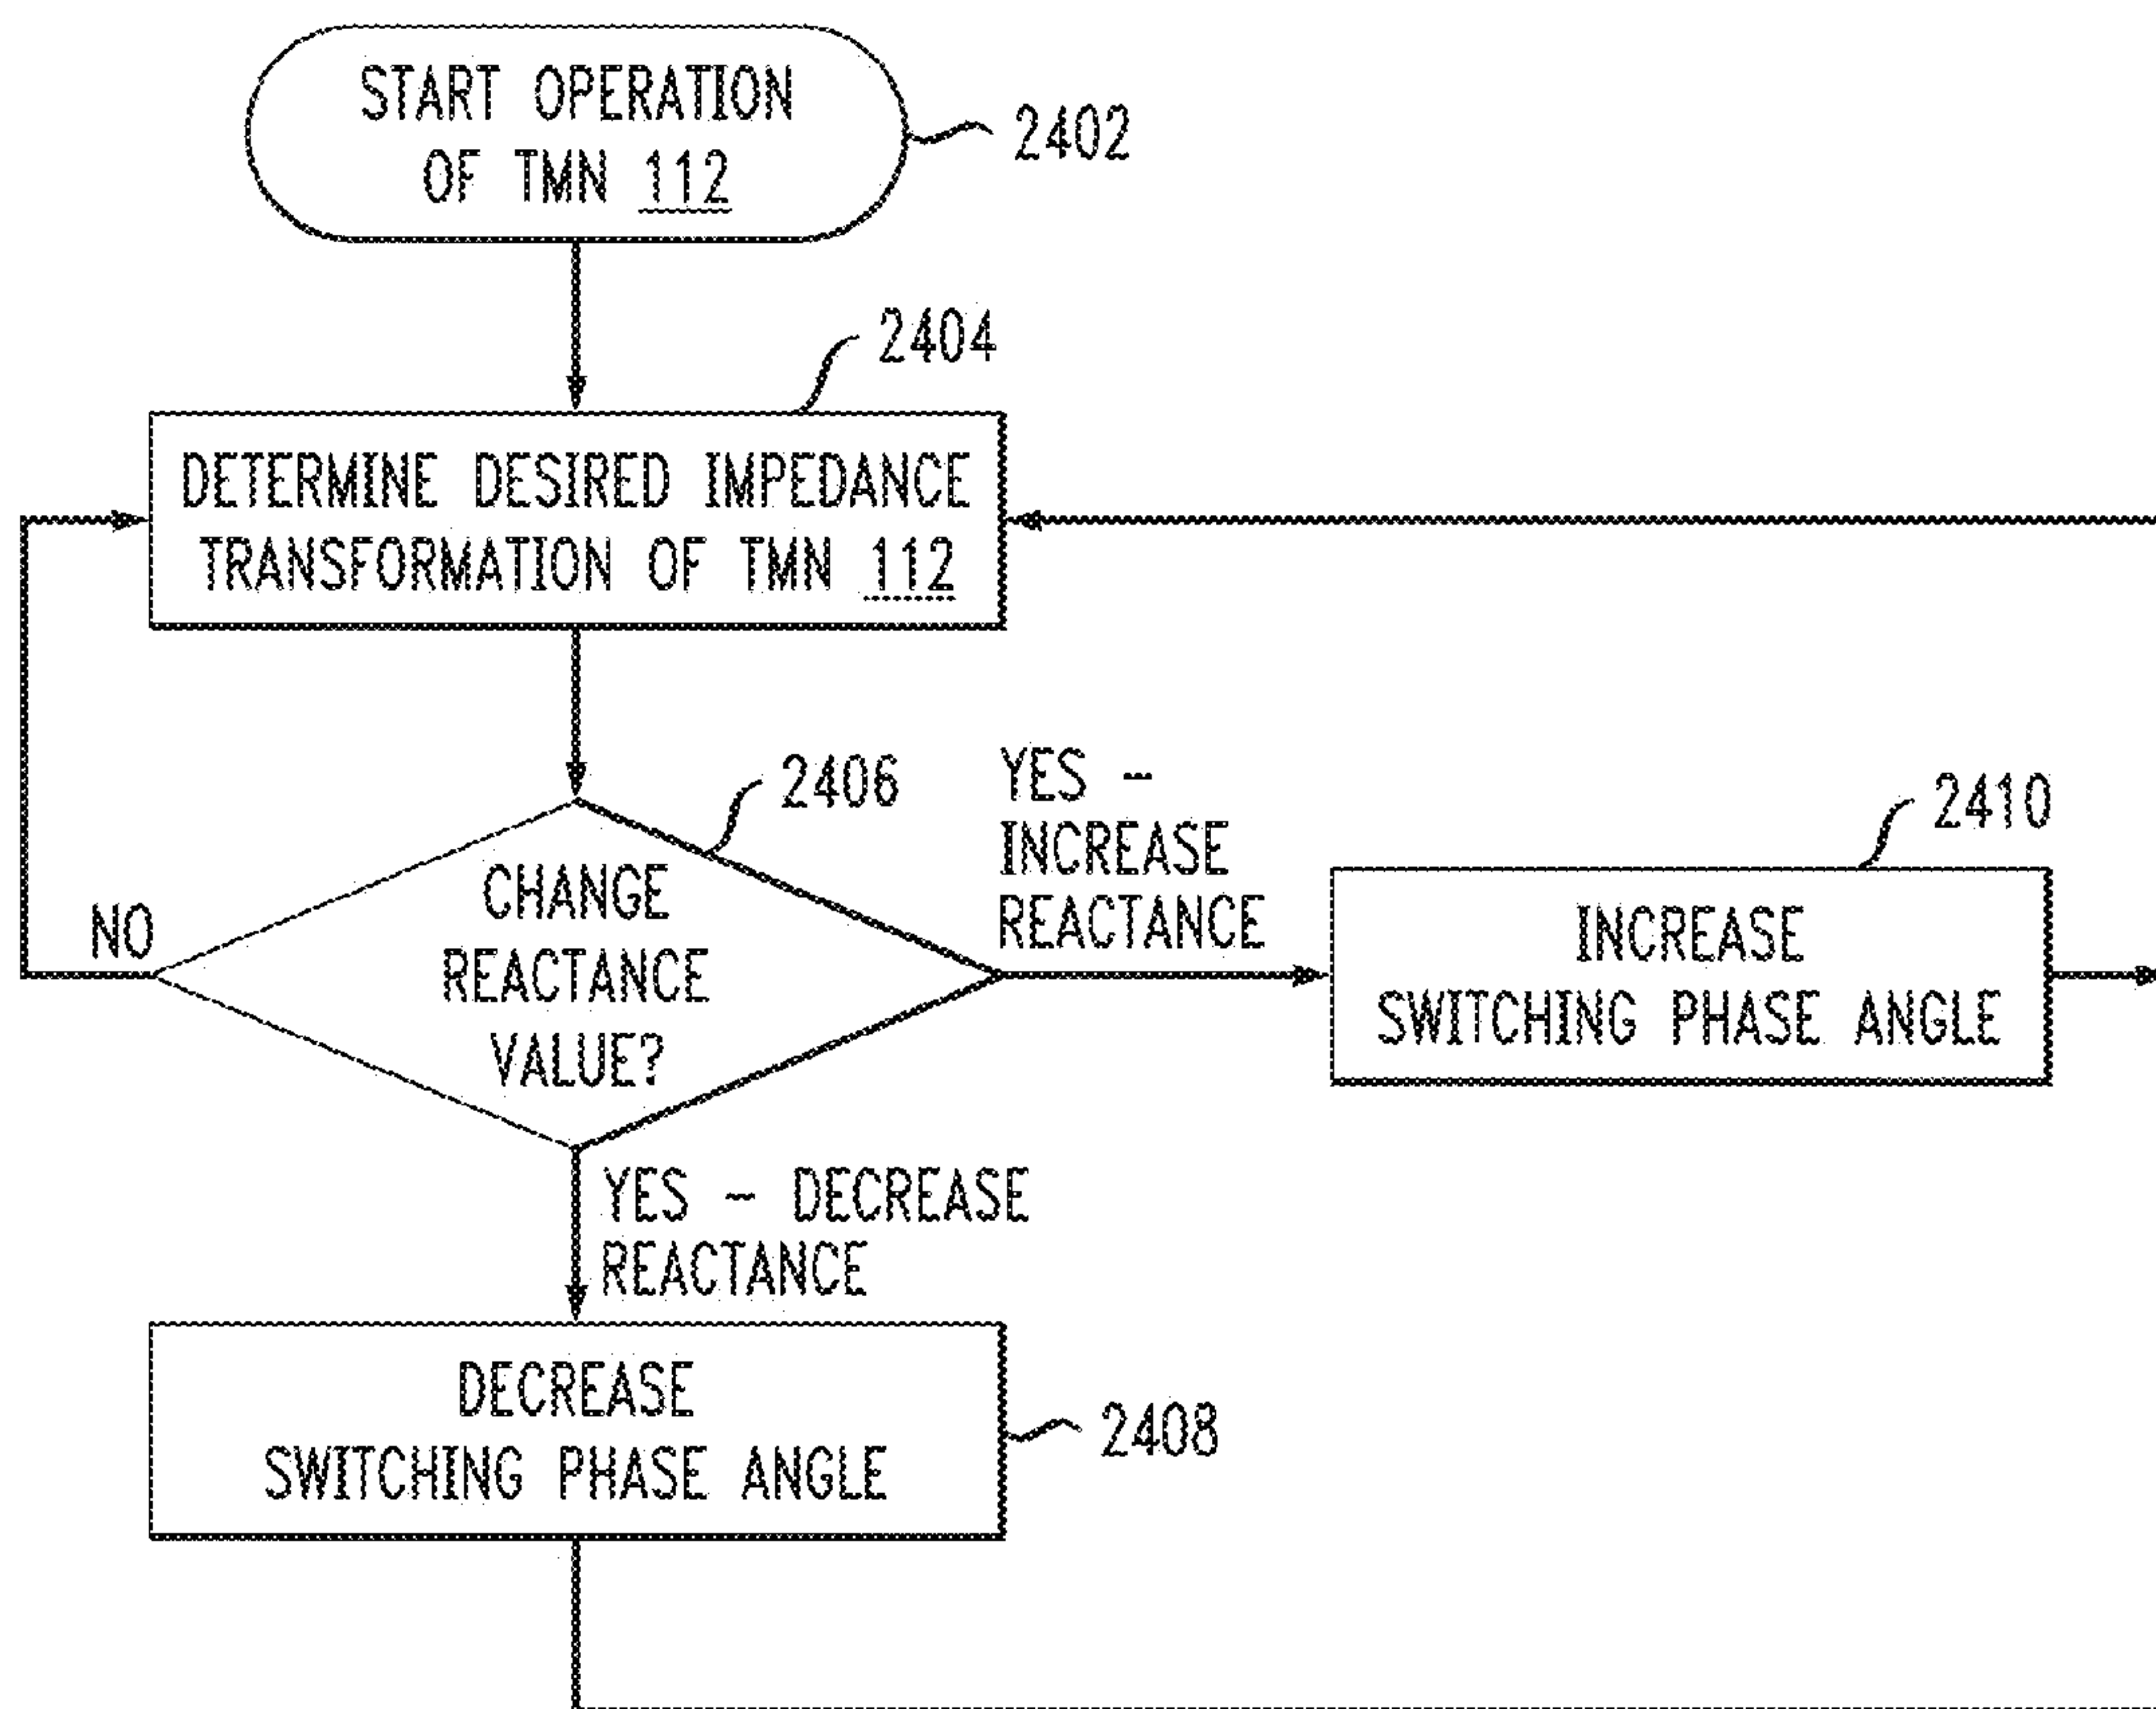 START OPERATION
OF TMN 112
2402
2404
DETERMINE DESIRED IMPEDANCE
TRANSFORMATION OF TMN 112
2406
CHANGE
REACTANCE
VALUE?
NO
YES -
INCREASE
REACTANCE
2410
INCREASE
SWITCHING PHASE ANGLE
YES - DECREASE
REACTANCE
DECREASE
SWITCHING PHASE ANGLE
2408